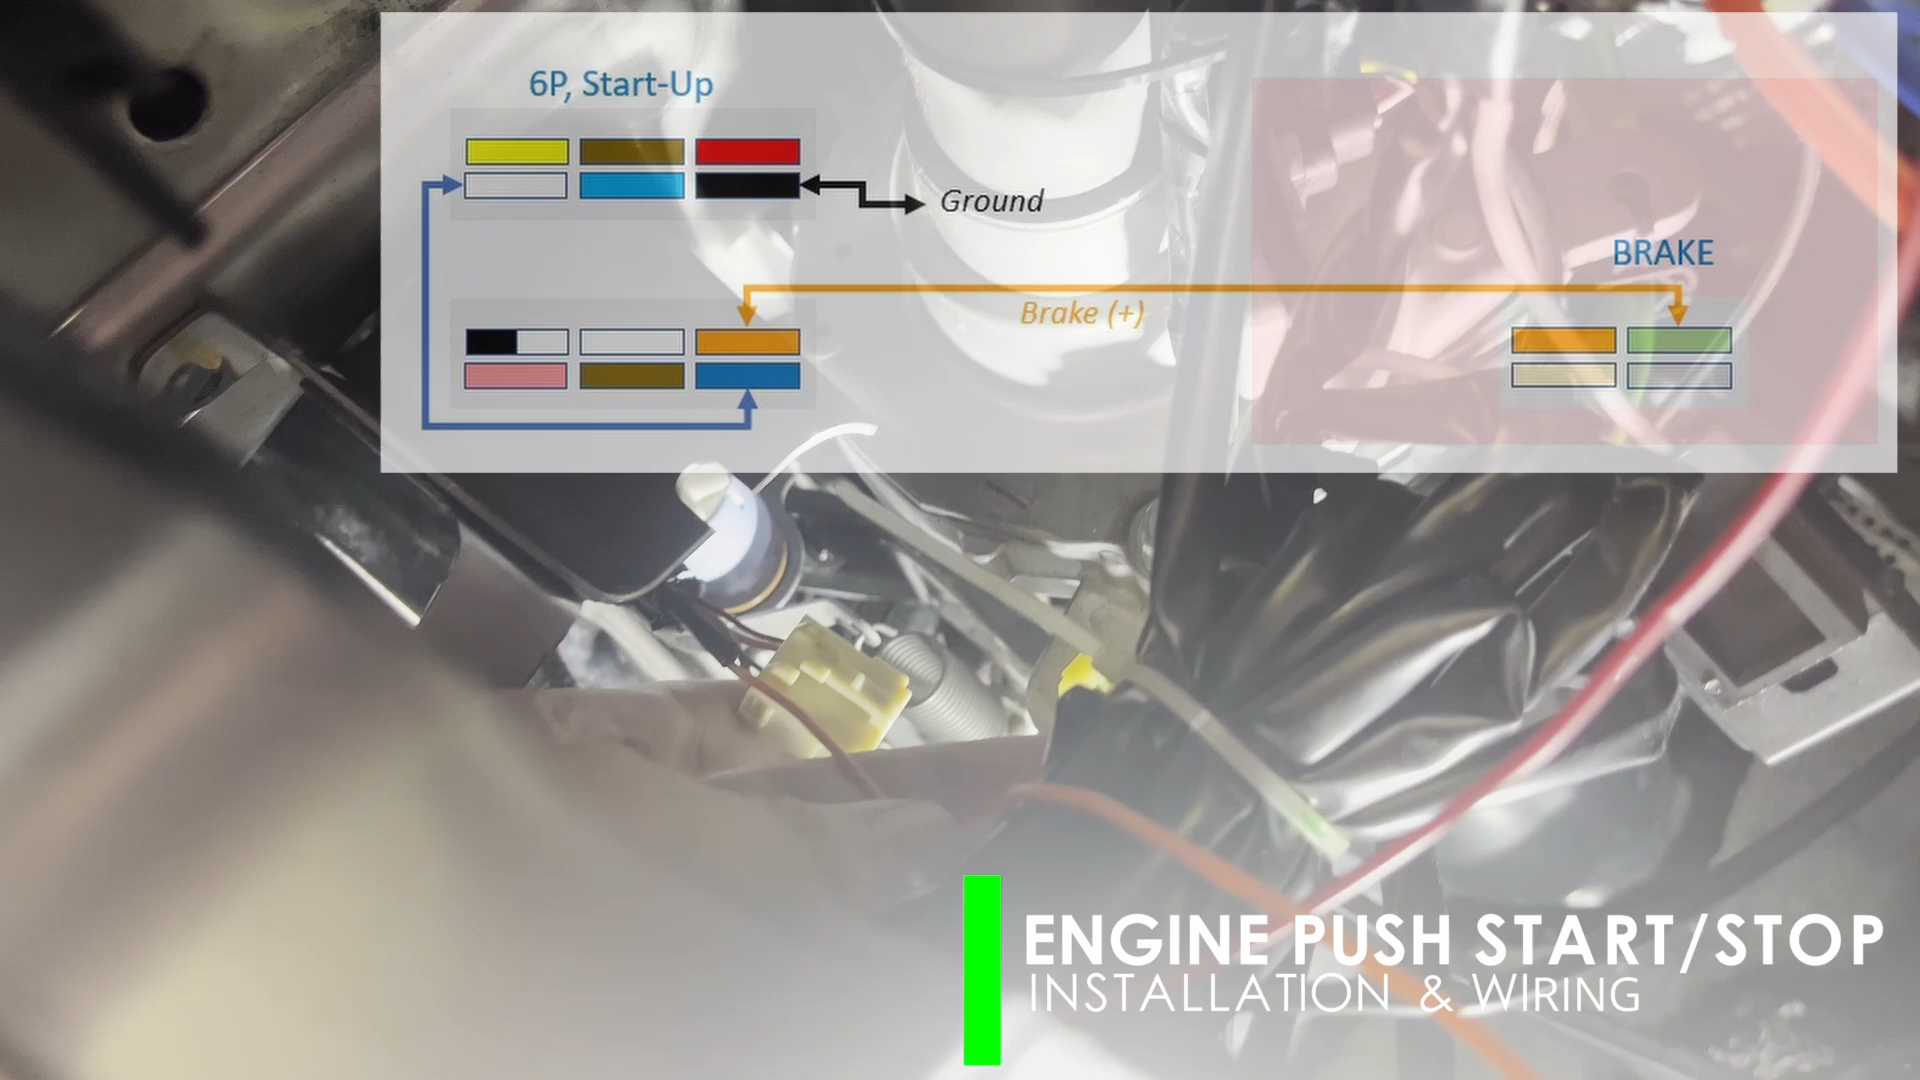 6P, Start-Up
Ground
BRAKE
Brake (+)
ENGINE PUSH START/STOP
INSTALLATION & WIRING